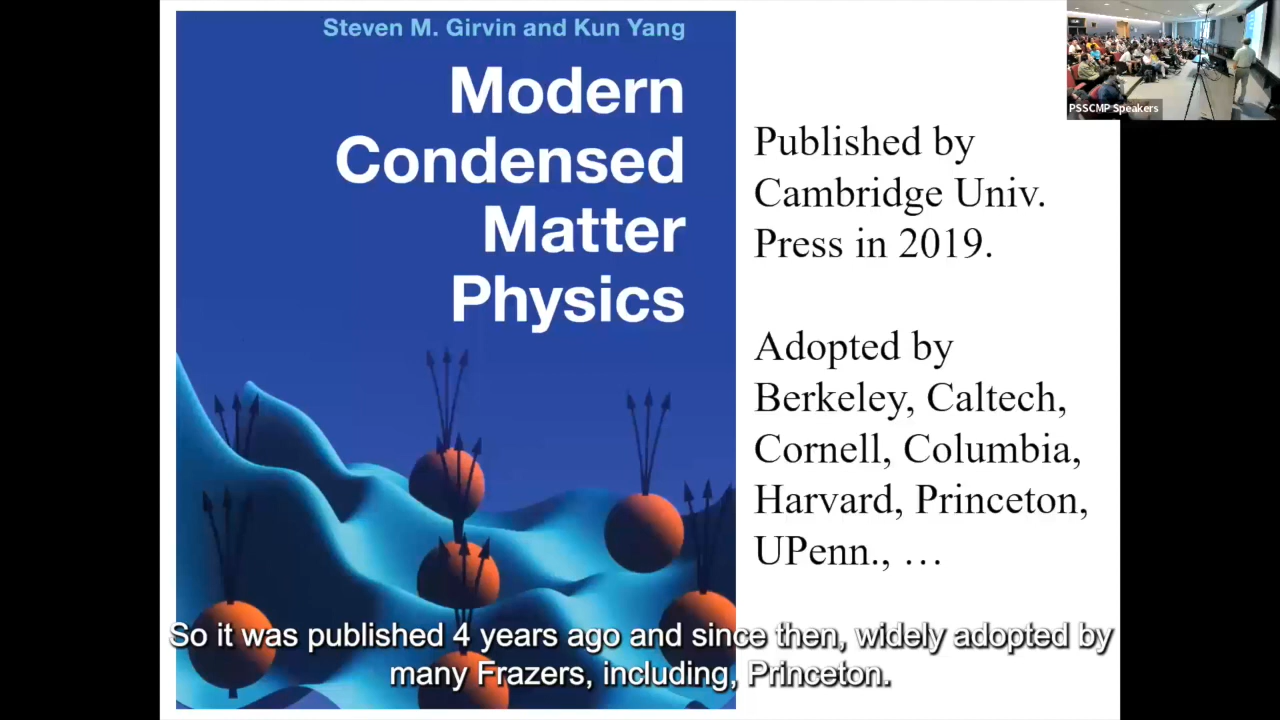 Steven M. Girvin and Kun Yang
Modern
Condensed
Matter
Physics
PSSCMP Speakers
Published by
Cambridge Univ.
Press in 2019.
Adopted by
Berkeley, Caltech,
Cornell, Columbia,
Harvard, Princeton,
UPenn., …
So it was published 4 years ago and since then, widely adopted by
many Frazers, including, Princeton.